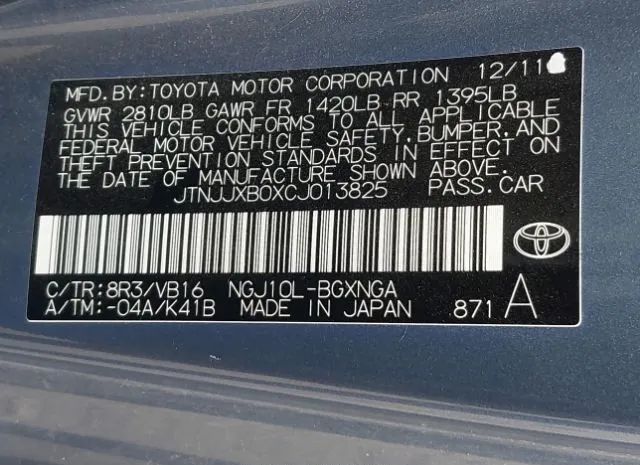 MFD.BY:TOYOTA MOTOR CORPORATION 12/11
GVWR 2810LB GAWR FR 1420LB RR 1395LB
THIS VEHICLE CONFORMS TO ALL APPLICABLE
FEDERAL MOTOR VEHICLE SAFETY,BUMPER,AND
THEFT PREVENTION STANDARDS IN EFFECT ON
THE DATE OF MANUFACTURE SHOWN ABOVE.
JTNJJXB0XCJ013825 PASS.CAR
C/TR:8R3/VB16 NGJ10L-BGXNGA
A/TM:-04A/K41B MADE IN JAPAN 871 A